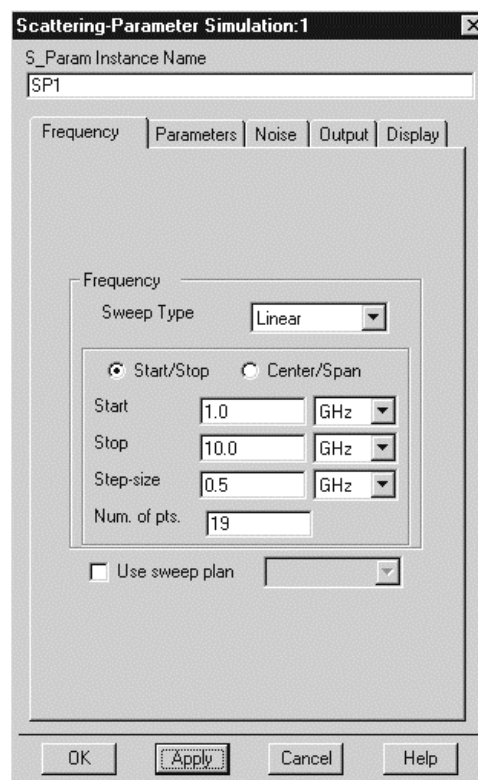 Scattering-Parameter Simulation:1
S_Param Instance Name
SP1
Frequency Parameters Noise Output Display
Frequency
Sweep Type Linear
Start/Stop Center/Span
Start 1.0 GHz
Stop 10.0 GHz
Step-size 0.5 GHz
Num. of pts. 19
Use sweep plan
OK Apply Cancel Help